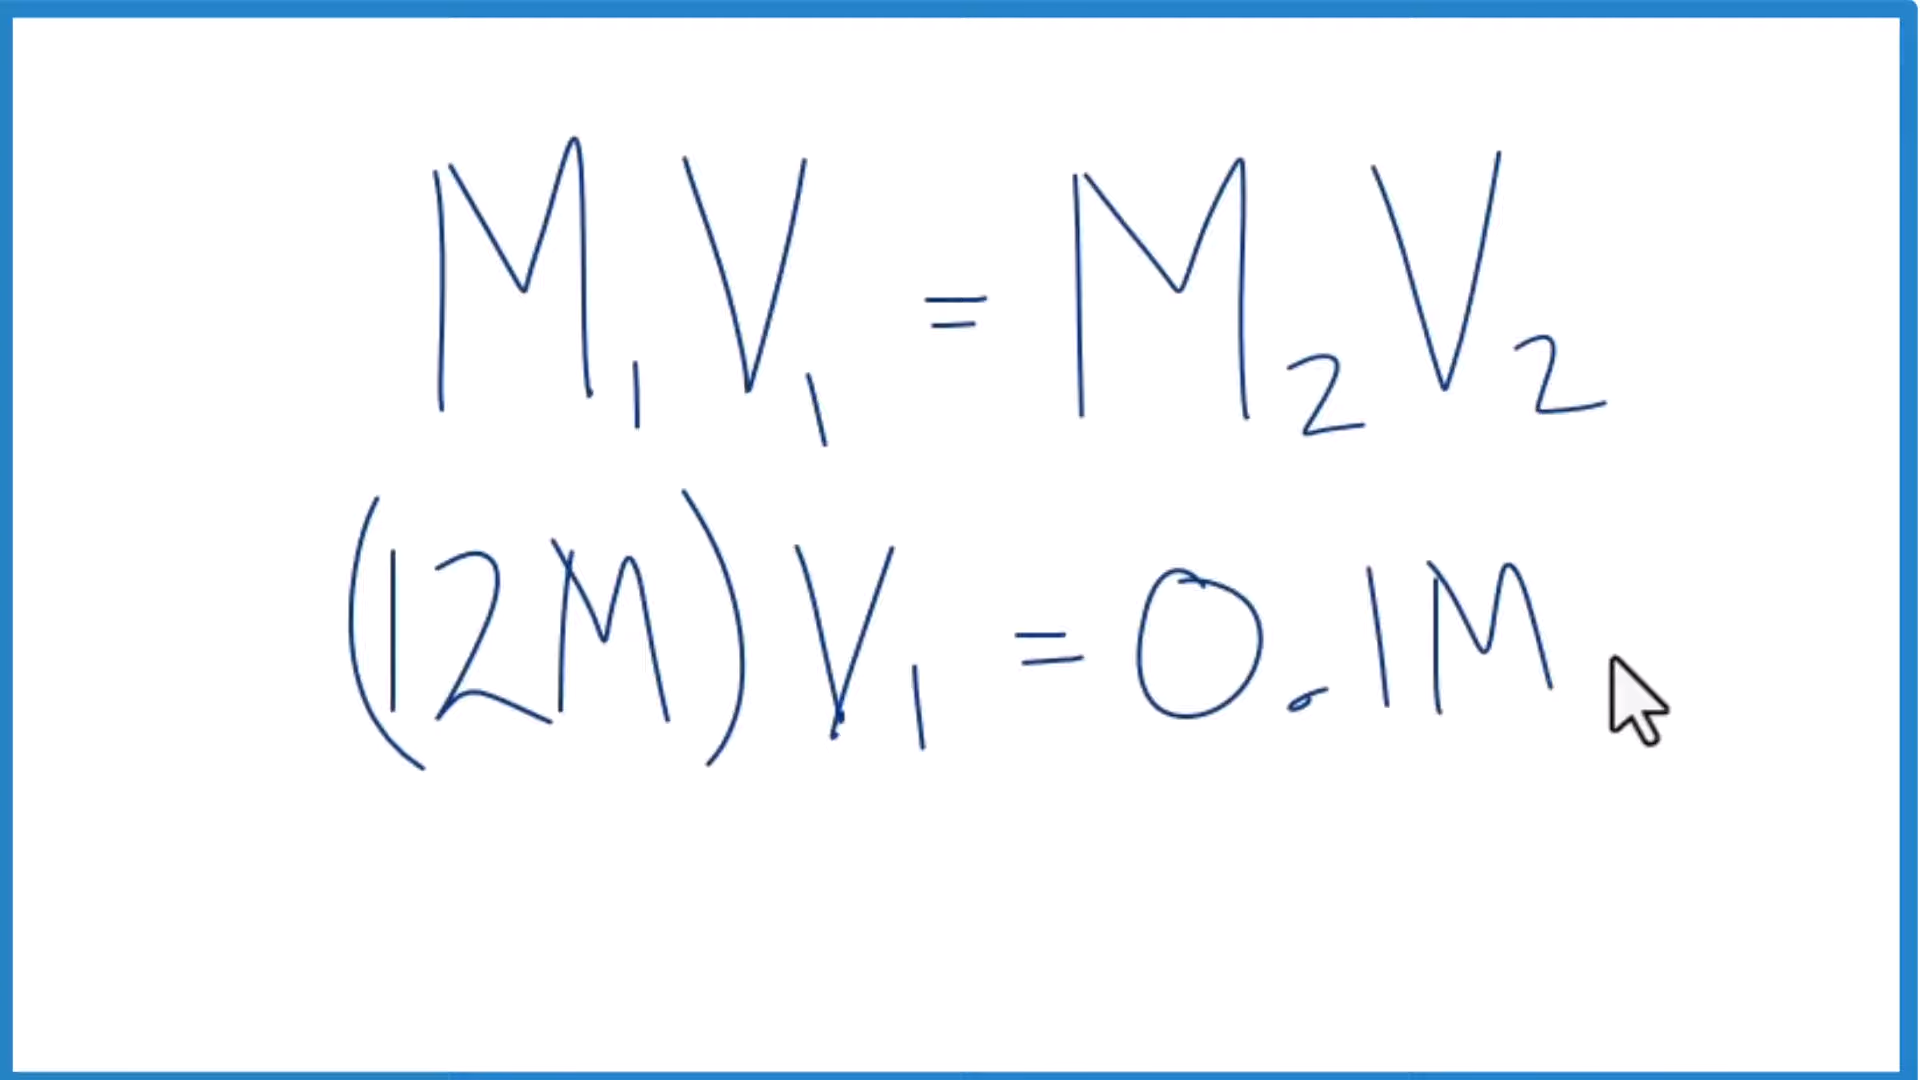 M₁V₁ = M₂V₂
(12M)V₁ = 0.1M